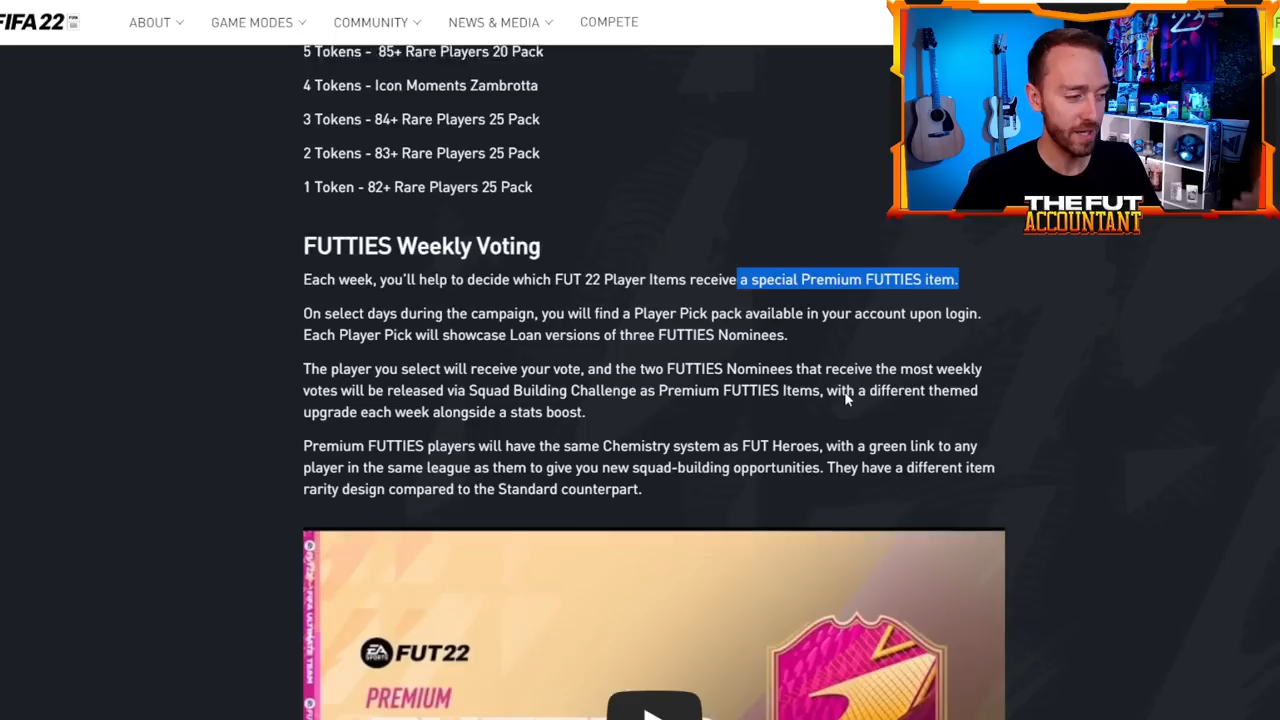 FIFA 22
ABOUT
GAME MODES
COMMUNITY
NEWS & MEDIA
COMPETE
5 Tokens - 85+ Rare Players 20 Pack
4 Tokens - Icon Moments Zambrotta
3 Tokens - 84+ Rare Players 25 Pack
2 Tokens - 83+ Rare Players 25 Pack
1 Token - 82+ Rare Players 25 Pack
THE FUT
ACCOUNTANT
FUTTIES Weekly Voting
Each week, you'll help to decide which FUT 22 Player Items receive a special Premium FUTTIES item.
On select days during the campaign, you will find a Player Pick pack available in your account upon login.
Each Player Pick will showcase Loan versions of three FUTTIES Nominees.
The player you select will receive your vote, and the two FUTTIES Nominees that receive the most weekly
votes will be released via Squad Building Challenge as Premium FUTTIES Items, with a different themed
upgrade each week alongside a stats boost.
Premium FUTTIES players will have the same Chemistry system as FUT Heroes, with a green link to any
player in the same league as them to give you new squad-building opportunities. They have a different item
rarity design compared to the Standard counterpart.
EA SPORTS FUT 22
PREMIUM